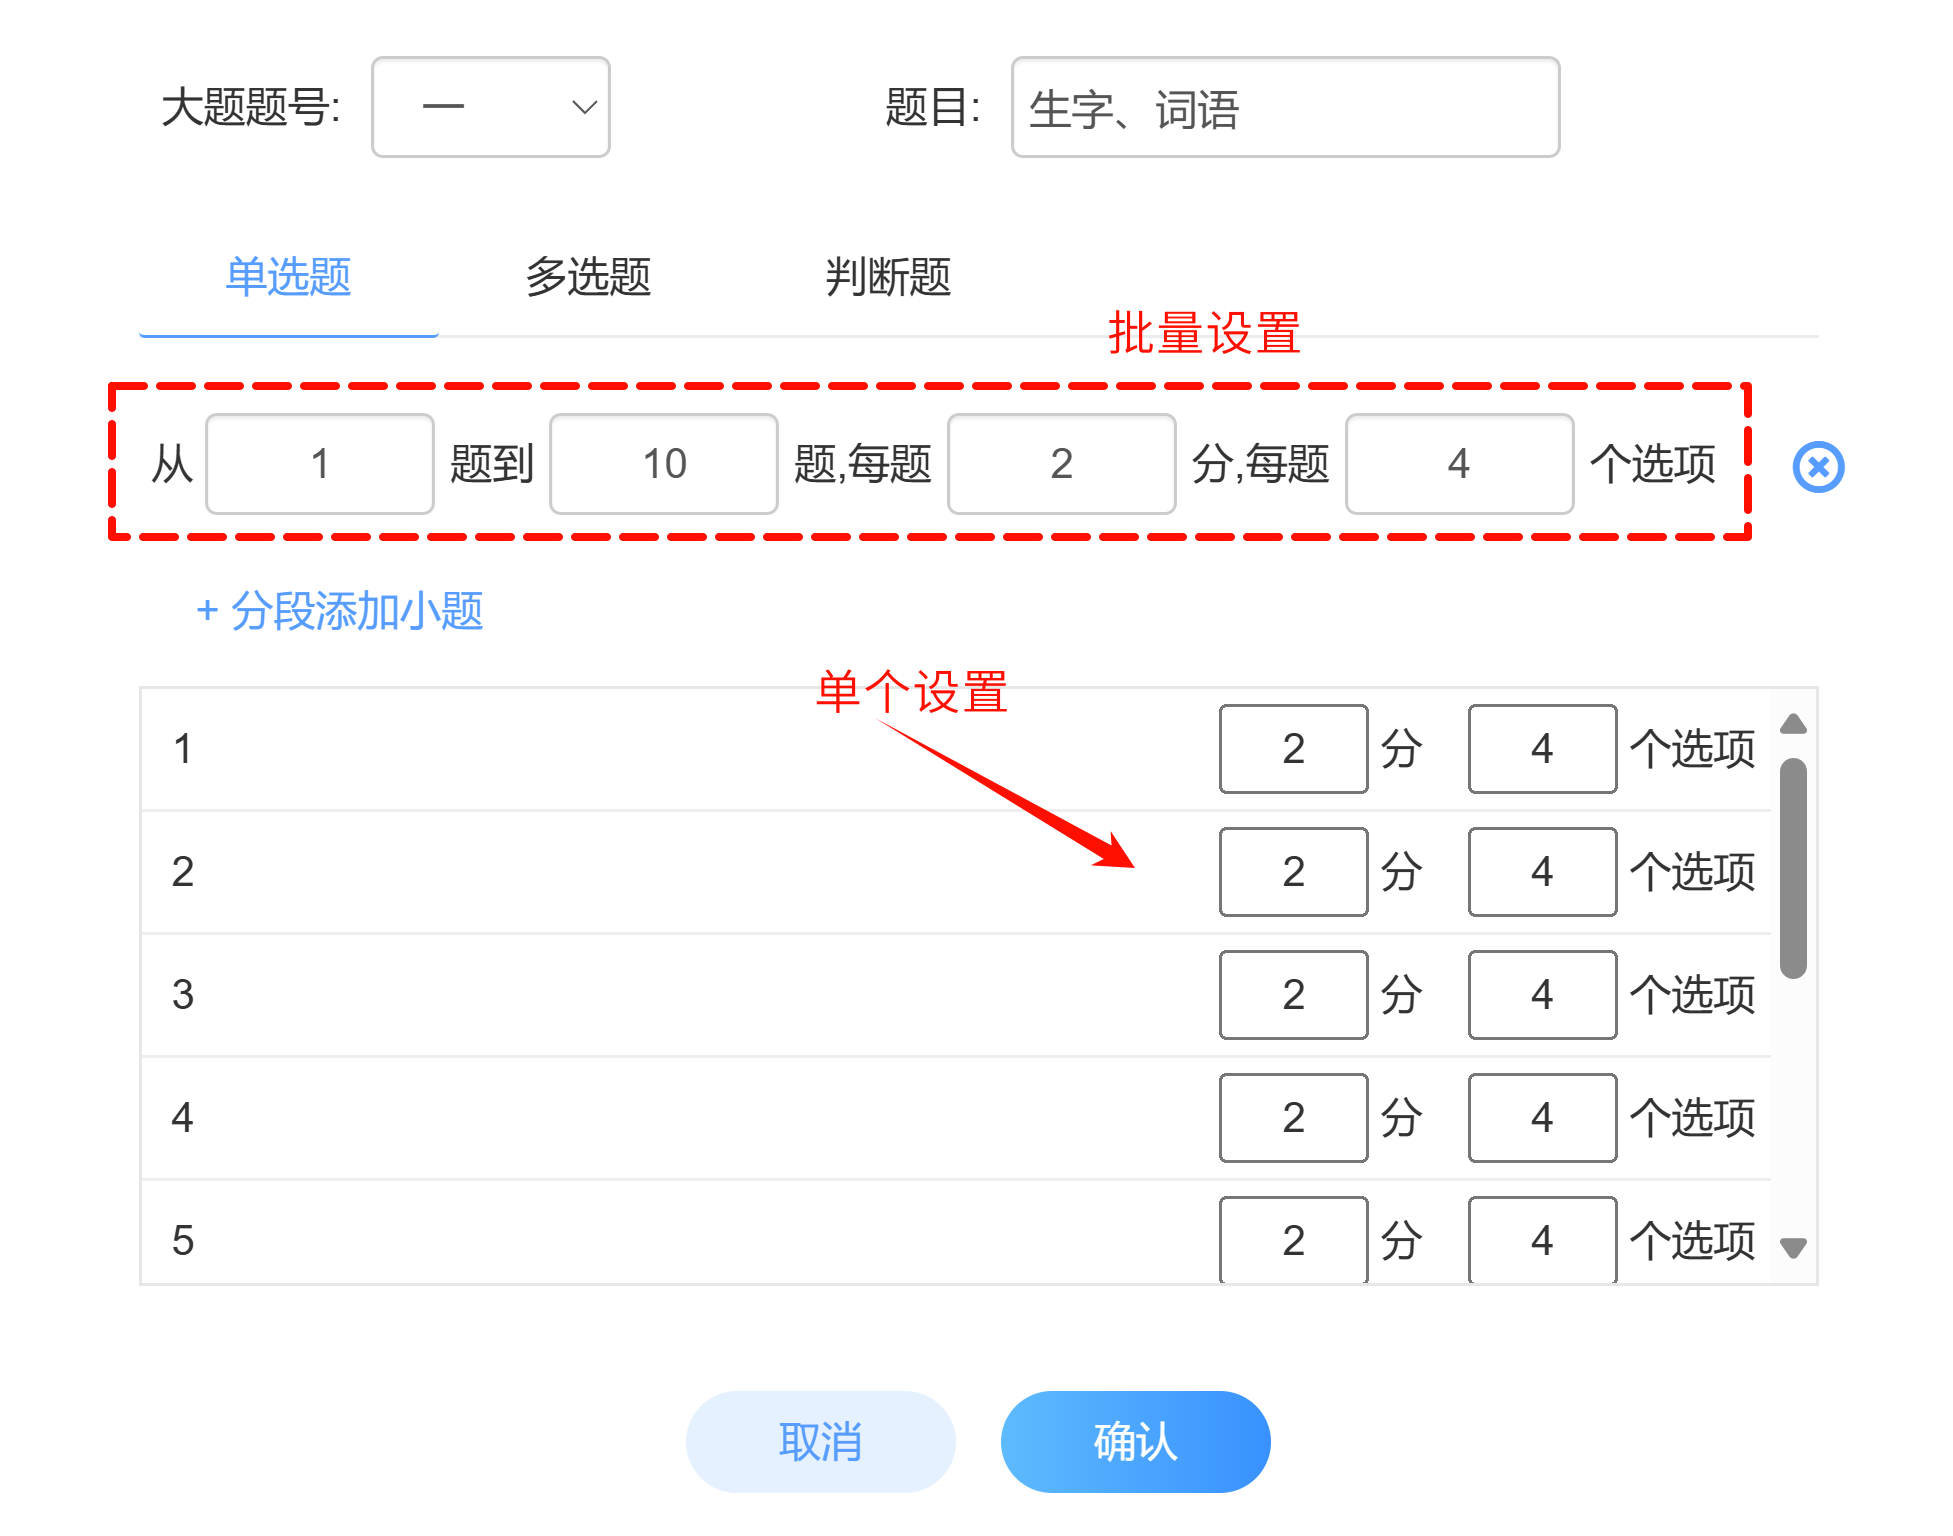 大题题号: 一 题目: 生字、词语
单选题 多选题 判断题
批量设置
从 1 题到 10 题,每题 2 分,每题 4 个选项
+ 分段添加小题
单个设置
1 2 分 4 个选项
2 2 分 4 个选项
3 2 分 4 个选项
4 2 分 4 个选项
5 2 分 4 个选项
取消 确认